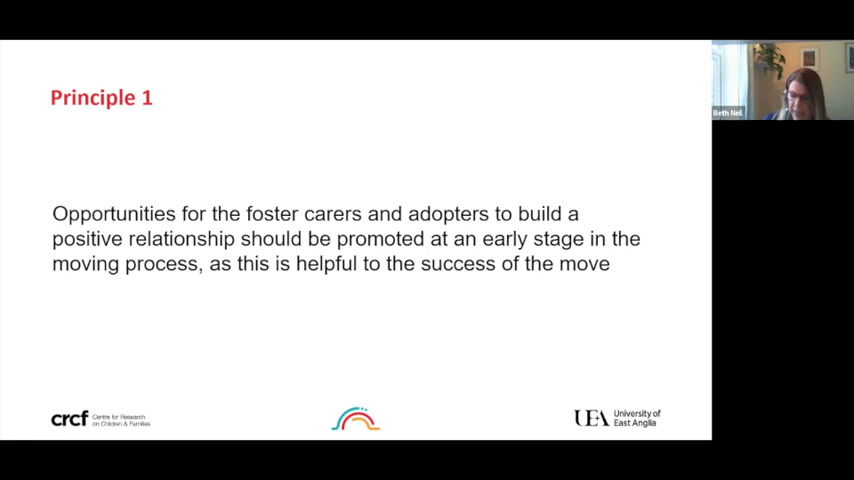 Principle 1
Beth Neil
Opportunities for the foster carers and adopters to build a
positive relationship should be promoted at an early stage in the
moving process, as this is helpful to the success of the move
crcf
Centre for Research
on Children & Families
UEA
University of
East Anglia